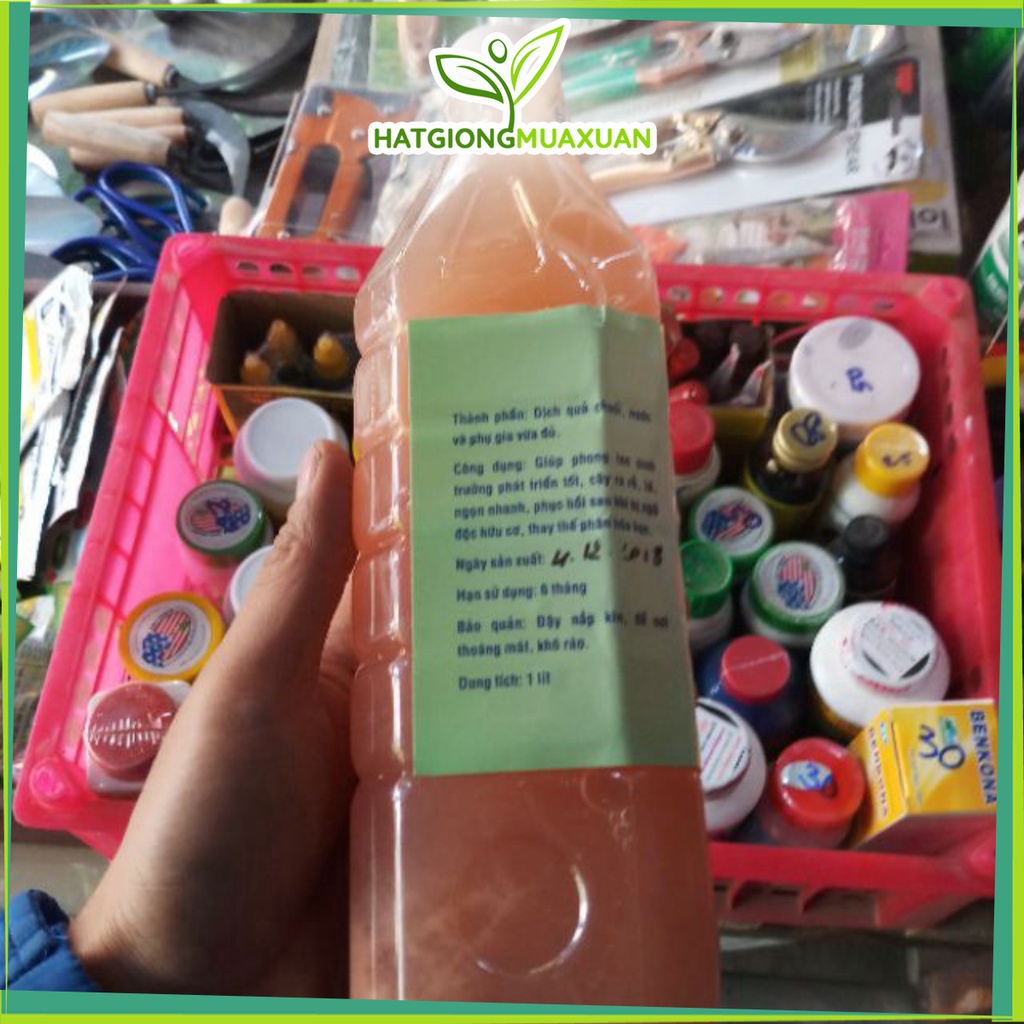 HATGIONGMUAXUAN
Thành phần: Dịch quả chuối, nước
và phụ gia vừa đủ.
Công dụng: Giúp phong lan sinh
trưởng phát triển tốt, cây ra rễ, lá,
ngọn nhanh, phục hồi sau khi bị ngộ
độc hữu cơ, thay thế phân hóa học.
Ngày sản xuất: 4.12.2018
Hạn sử dụng: 6 tháng
Bảo quản: Đậy nắp kín, để nơi
thoáng mát, khô ráo.
Dung tích: 1 lít
BENKONA